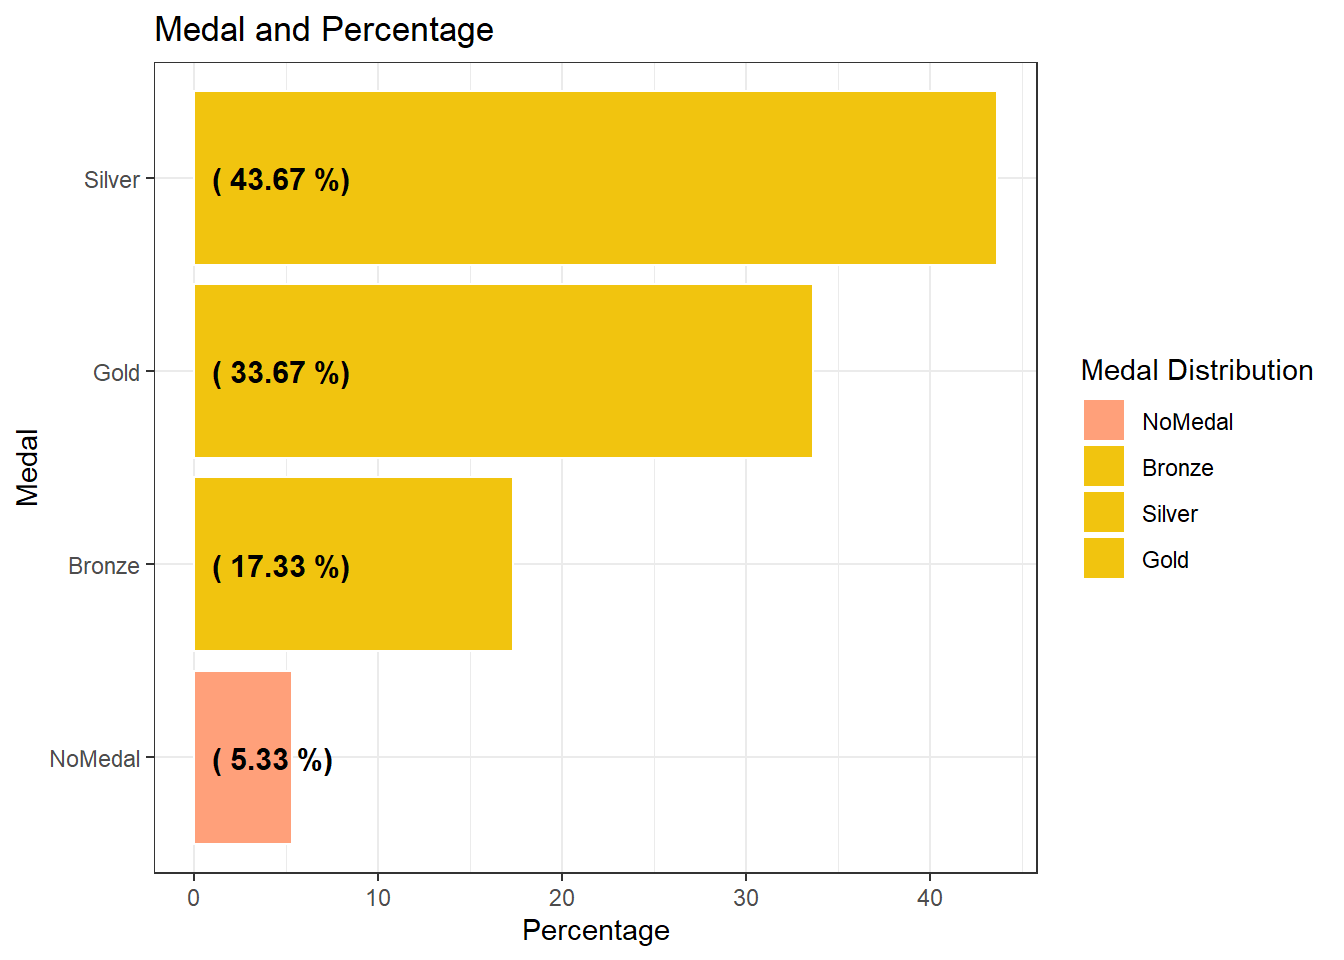 Medal and Percentage
Silver
( 43.67 %)
Gold
( 33.67 %)
Bronze
( 17.33 %)
NoMedal
( 5.33 %)
0 10 20 30 40
Percentage
Medal
Medal Distribution
NoMedal
Bronze
Silver
Gold